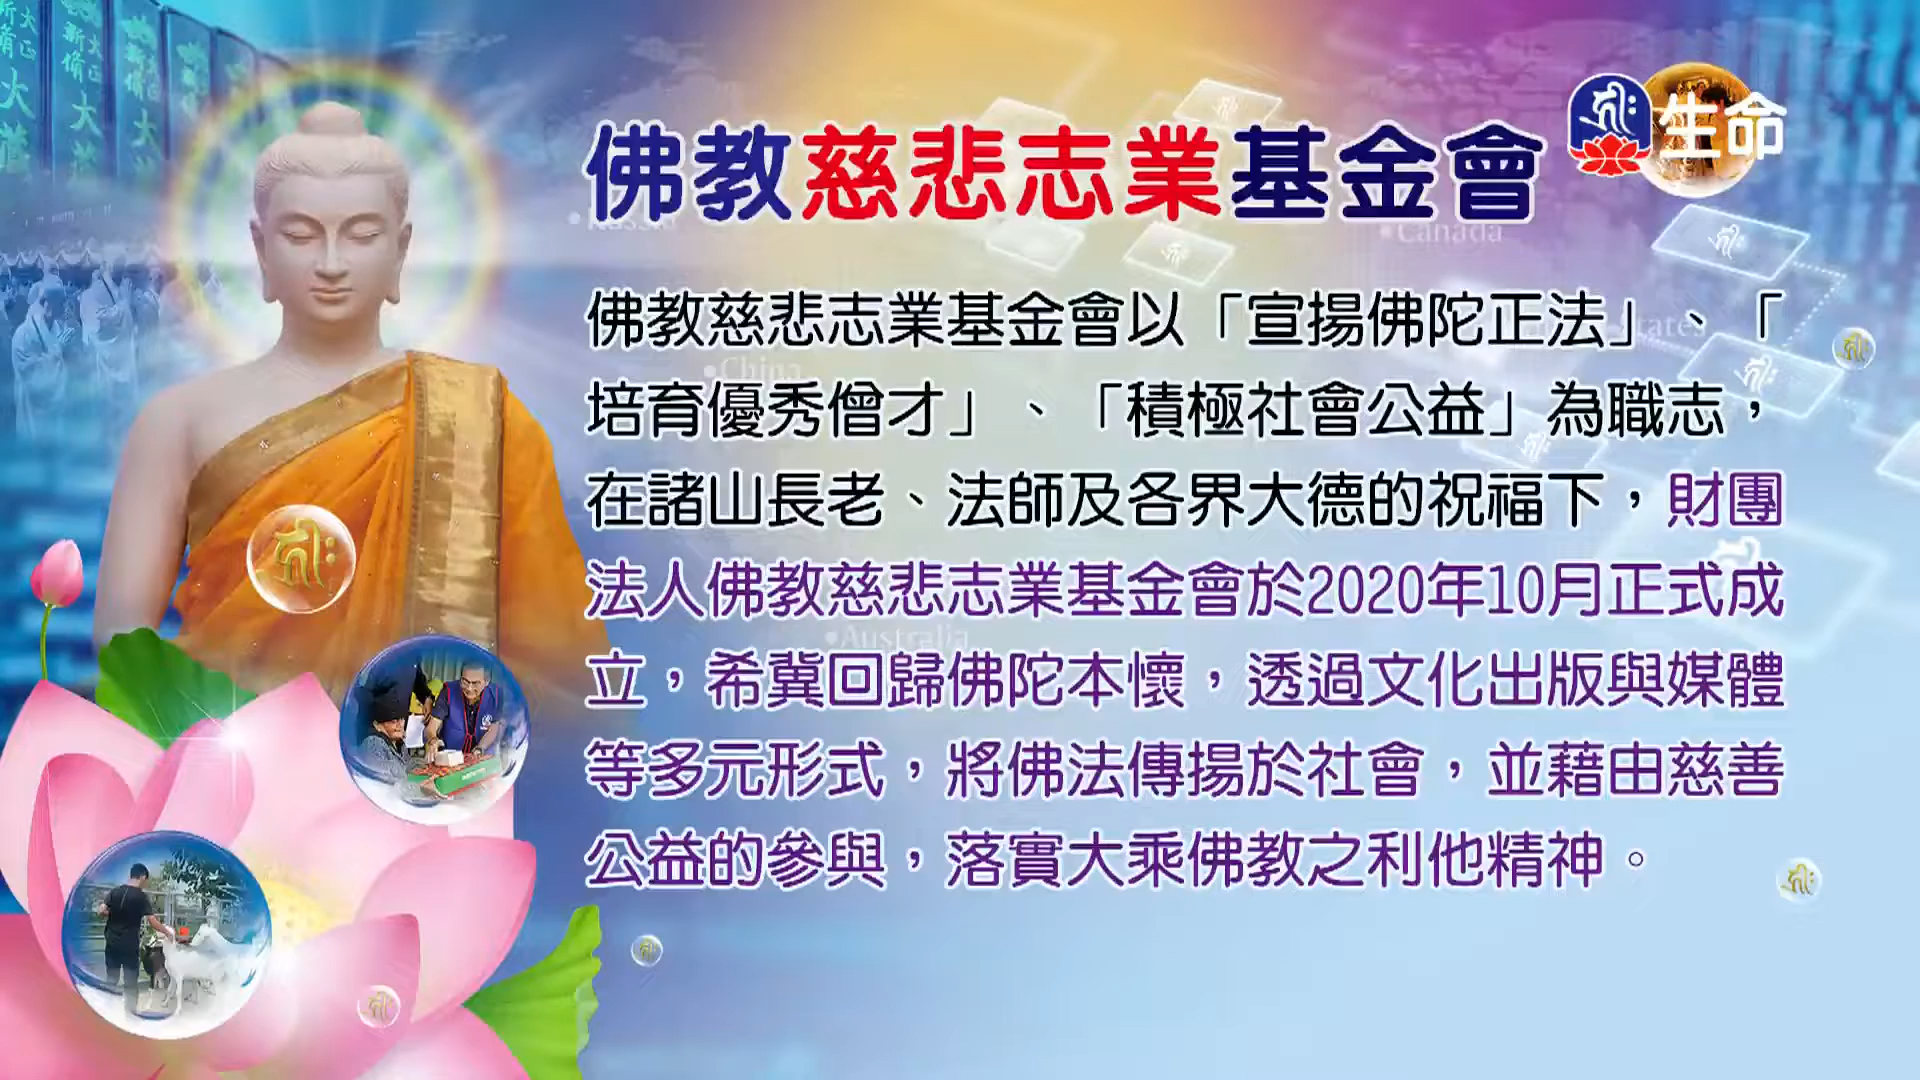 佛教慈悲志業基金會
生命
佛教慈悲志業基金會以「宣揚佛陀正法」、「
培育優秀僧才」、「積極社會公益」為職志，
在諸山長老、法師及各界大德的祝福下，財團
法人佛教慈悲志業基金會於2020年10月正式成
立，希冀回歸佛陀本懷，透過文化出版與媒體
等多元形式，將佛法傳揚於社會，並藉由慈善
公益的參與，落實大乘佛教之利他精神。
Russia
Canada
China
States
Australia